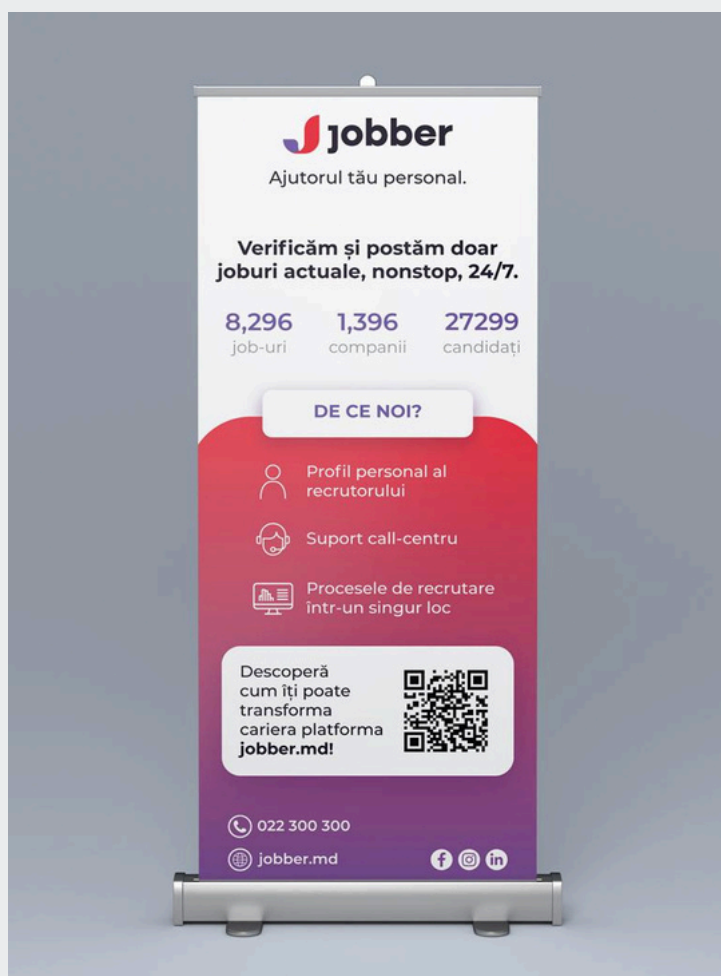 jobber
Ajutorul tău personal.
Verificăm și postăm doar
joburi actuale, nonstop, 24/7.
8,296 1,396 27299
job-uri companii candidați
DE CE NOI?
Profil personal al
recrutorului
Suport call-centru
Procesele de recrutare
într-un singur loc
Descoperă
cum îți poate
transforma
cariera platforma
jobber.md!
022 300 300
jobber.md